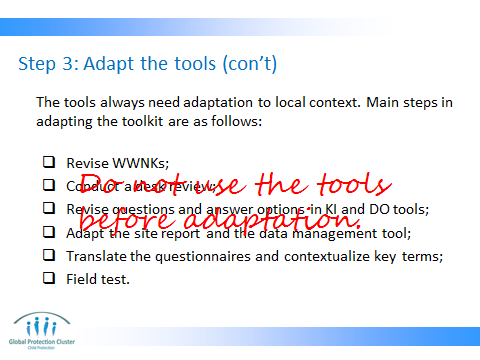 Step 3: Adapt the tools (con't)
The tools always need adaptation to local context. Main steps in
adapting the toolkit are as follows:
Revise WWNKs;
Conduct a desk review;
Revise questions and answer options in KI and DO tools;
Adapt the site report and the data management tool;
Translate the questionnaires and contextualize key terms;
Field test.
Do not use the tools
before adaptation.
Global Protection Cluster
Child Protection